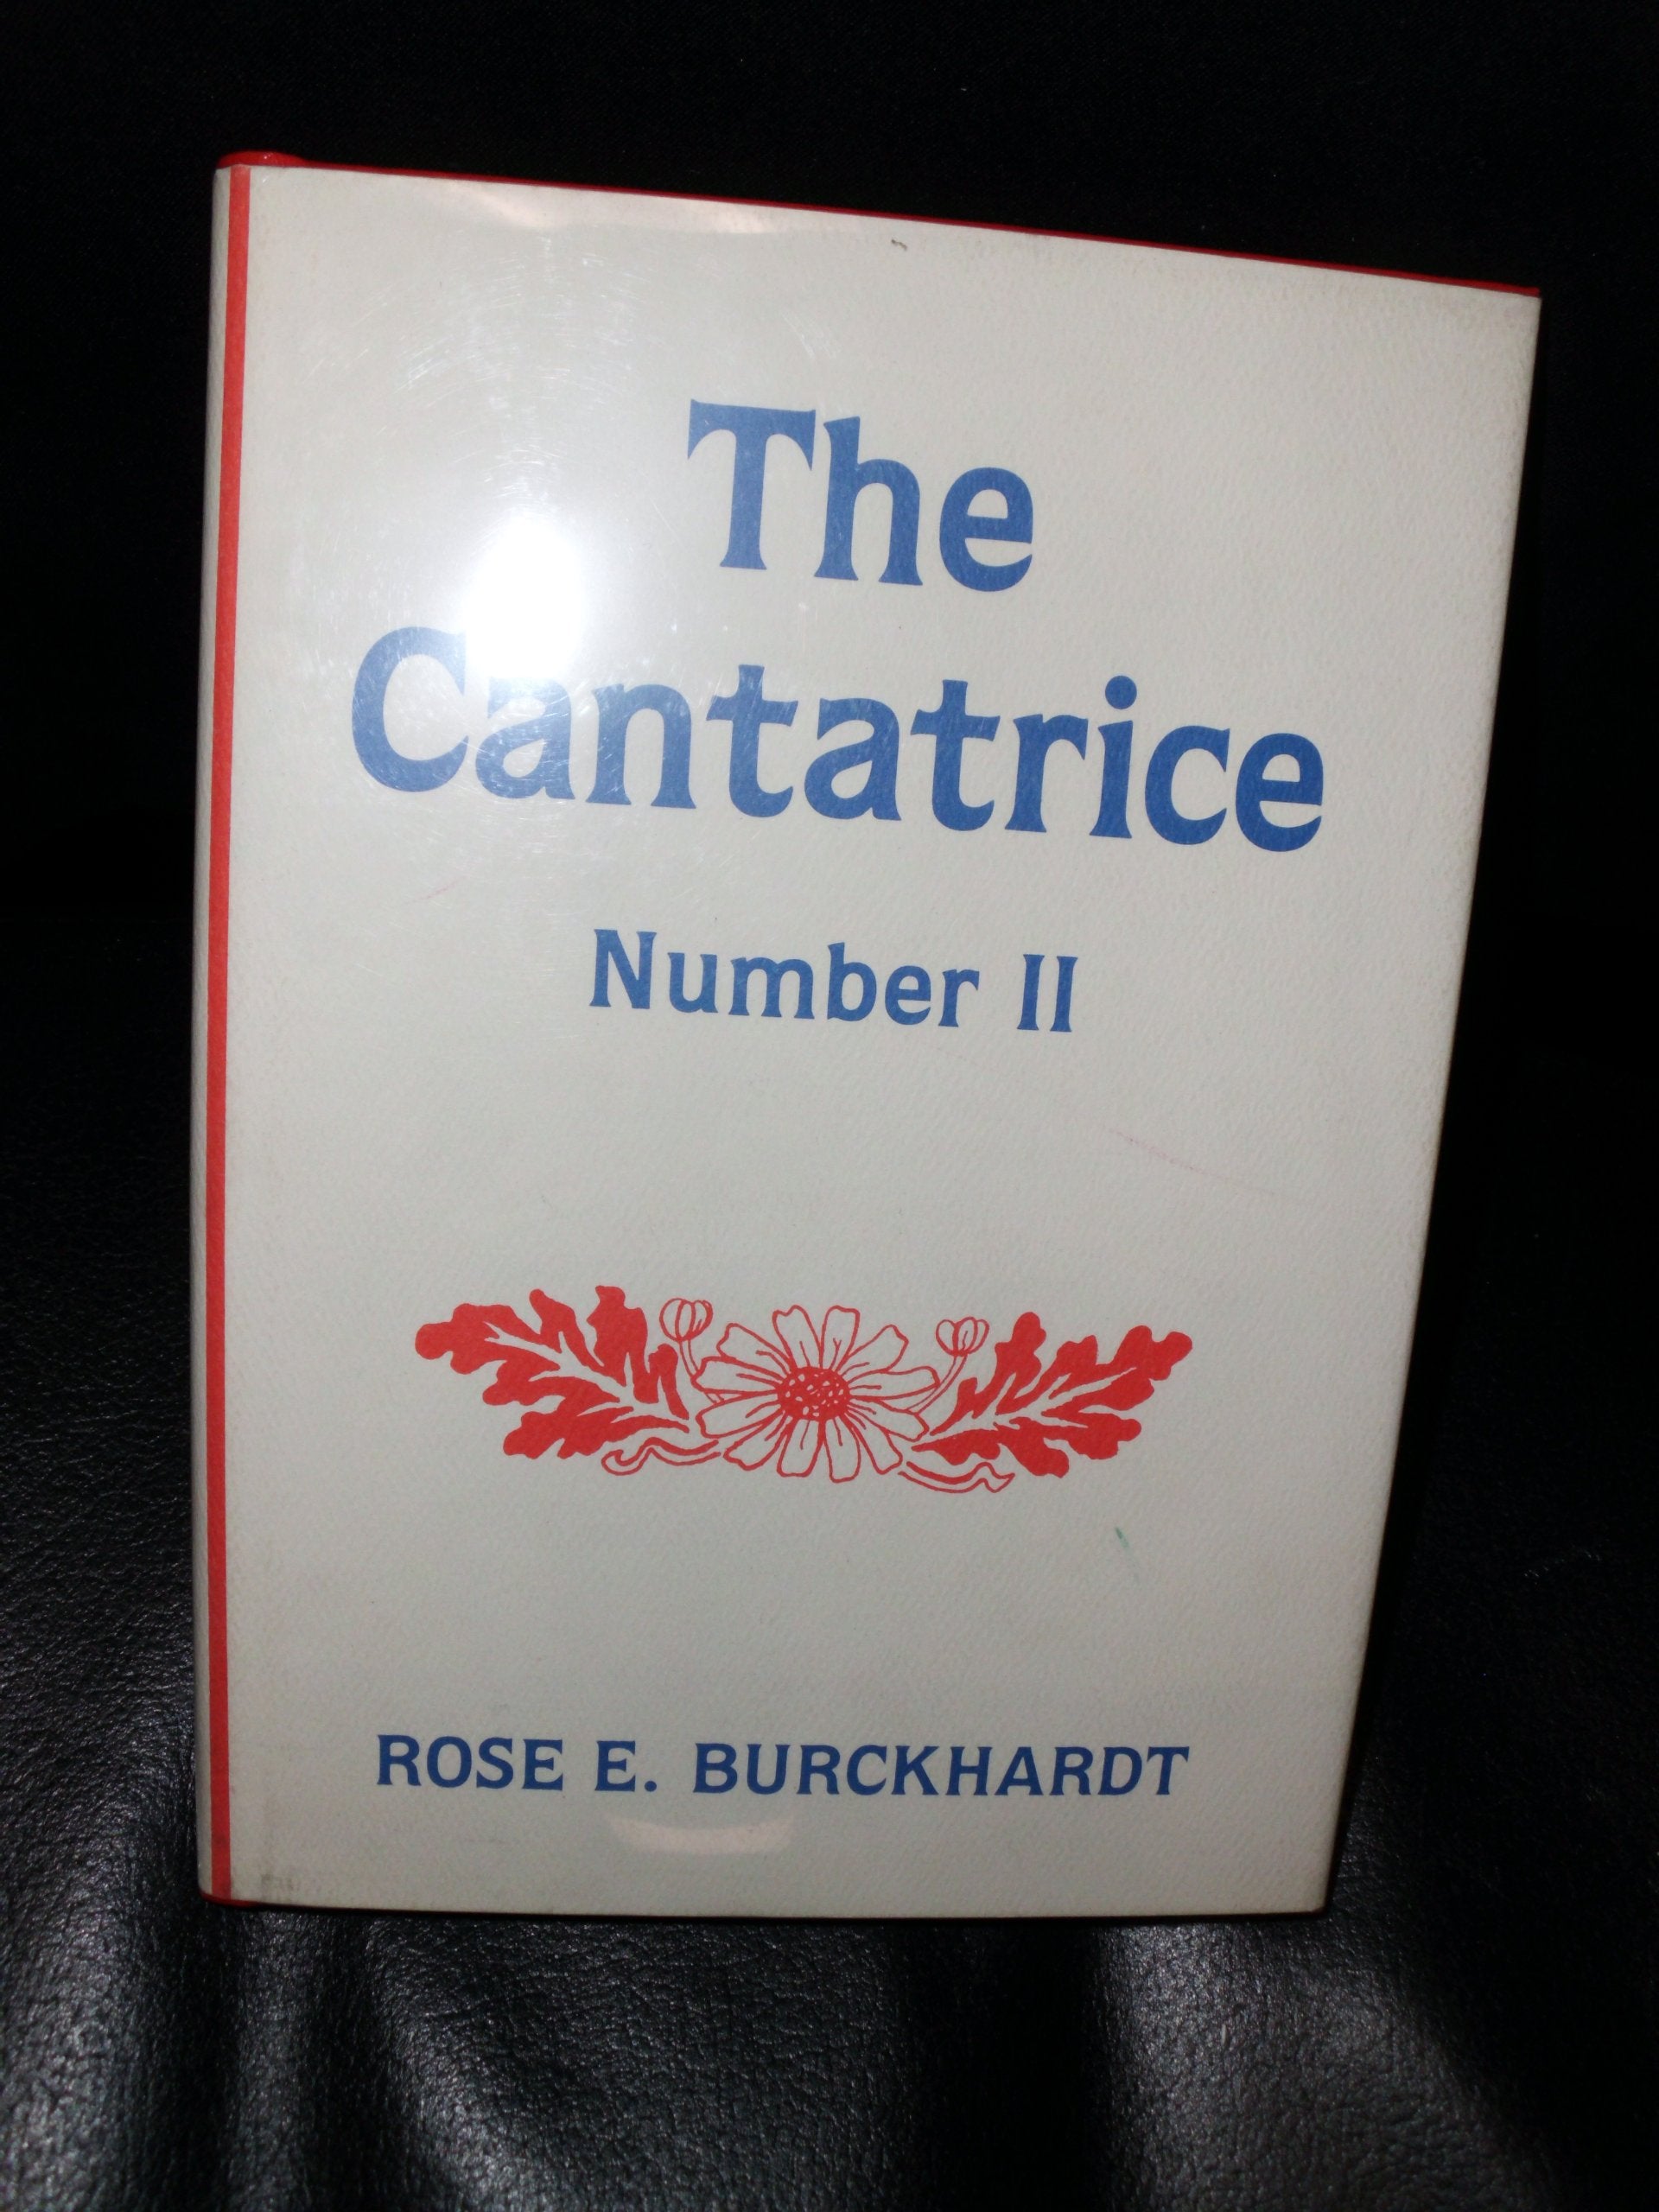 The
Cantatrice
Number II
ROSE E. BURCKHARDT